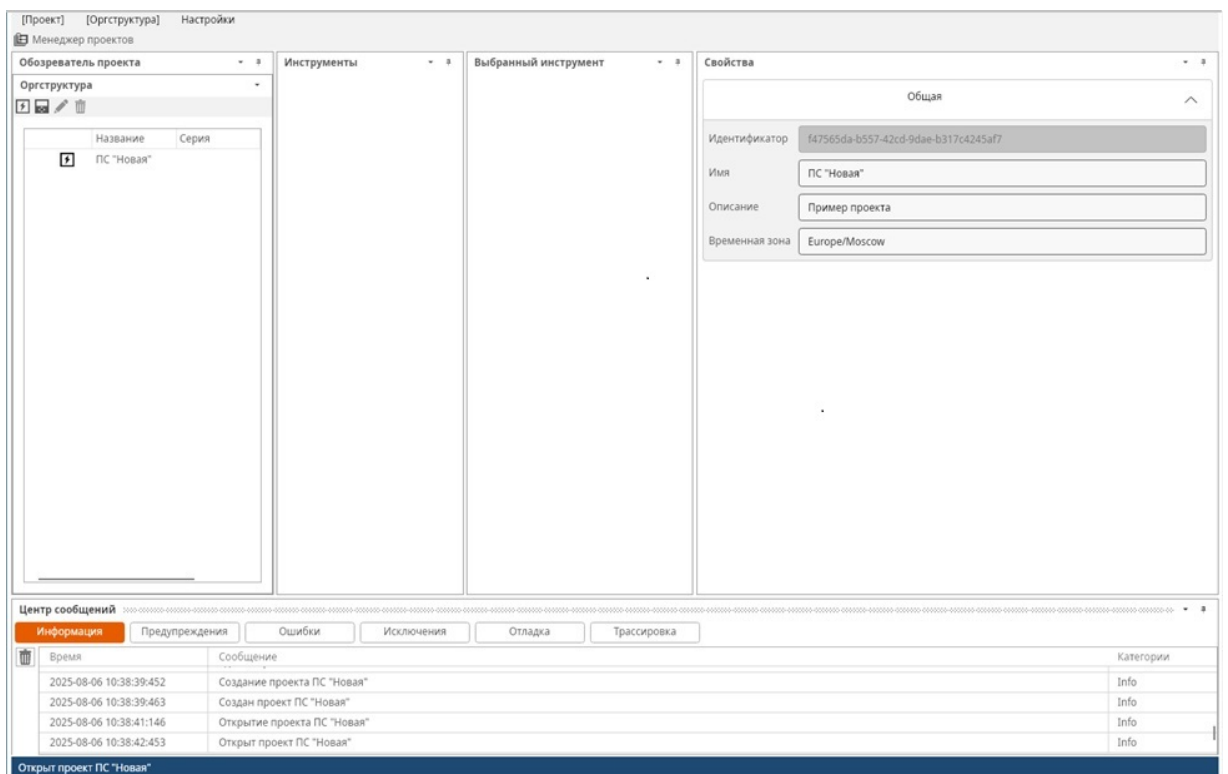 [Проект] [Оргструктура] Настройки
Менеджер проектов
Обозреватель проекта
Оргструктура
Название Серия
ПС "Новая"
Инструменты
Выбранный инструмент
Свойства
Общая
Идентификатор f47565da-b557-42cd-9dae-b317c4245af7
Имя ПС "Новая"
Описание Пример проекта
Временная зона Europe/Moscow
Центр сообщений
Информация Предупреждения Ошибки Исключения Отладка Трассировка
Время Сообщение Категории
2025-08-06 10:38:39:452 Создание проекта ПС "Новая" Info
2025-08-06 10:38:39:463 Создан проект ПС "Новая" Info
2025-08-06 10:38:41:146 Открытие проекта ПС "Новая" Info
2025-08-06 10:38:42:453 Открыт проект ПС "Новая" Info
Открыт проект ПС "Новая"